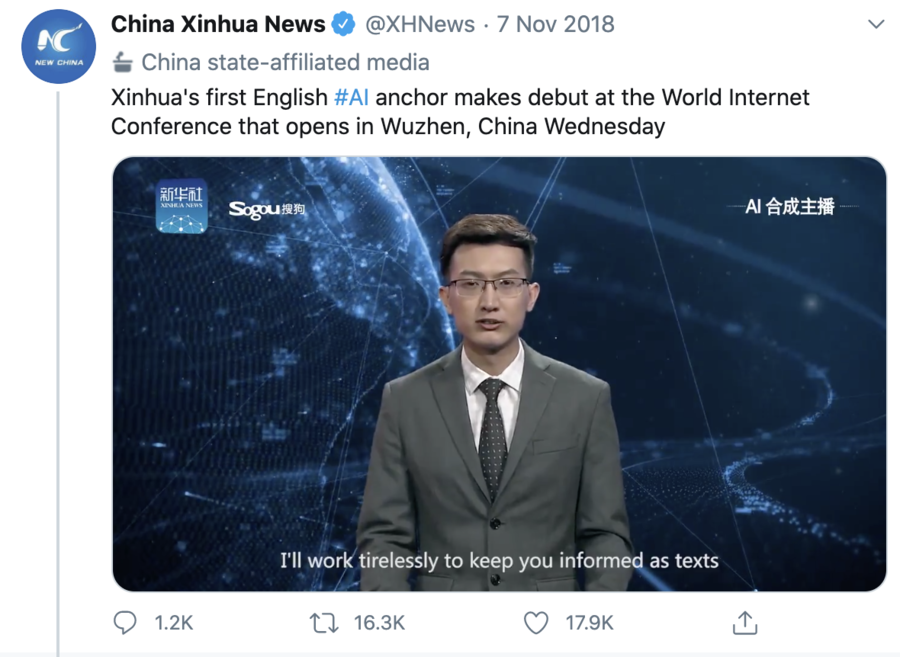 China Xinhua News @XHNews · 7 Nov 2018
NEW CHINA
China state-affiliated media
Xinhua's first English #AI anchor makes debut at the World Internet
Conference that opens in Wuzhen, China Wednesday
新华社
XINHUA NEWS
Sogou搜狗
AI 合成主播
I'll work tirelessly to keep you informed as texts
1.2K 16.3K 17.9K